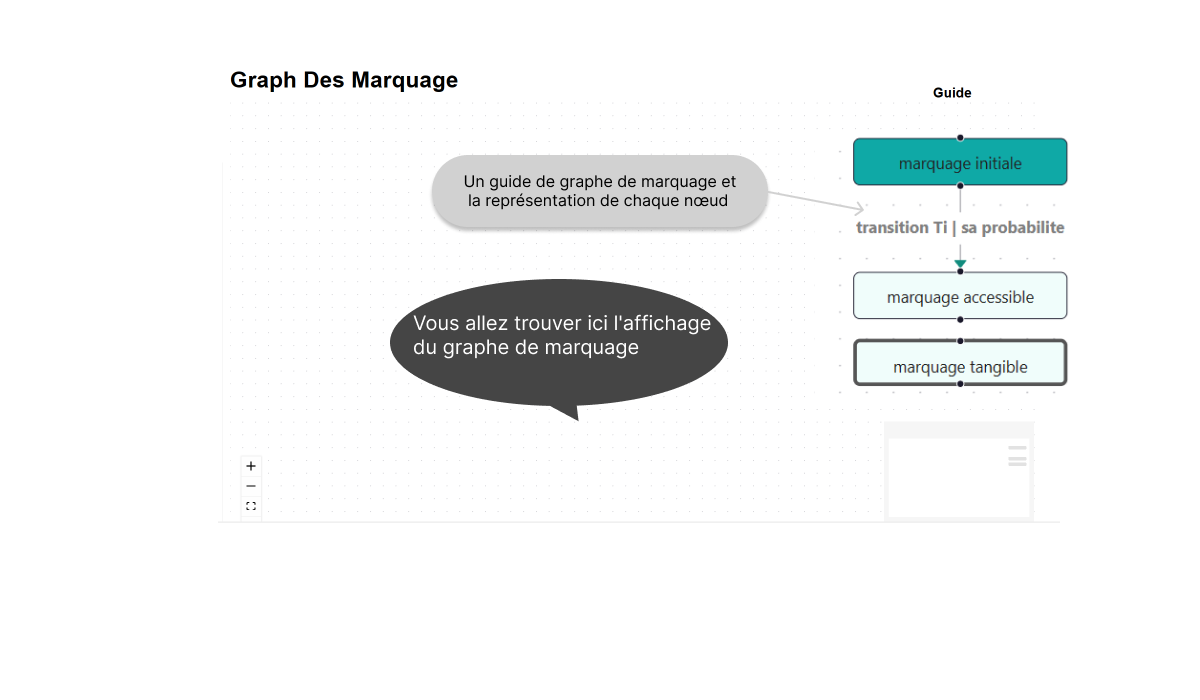 Graph Des Marquage
Guide
marquage initiale
Un guide de graphe de marquage et
la représentation de chaque nœud
transition Ti | sa probabilite
marquage accessible
Vous allez trouver ici l'affichage
du graphe de marquage
marquage tangible